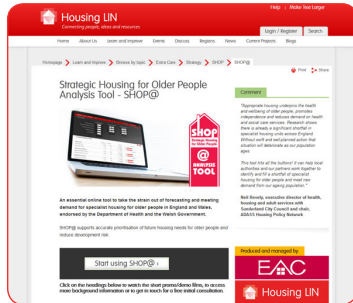 Help | Make Text Larger
Housing LIN
Connecting people, ideas and resources
Login / Register Search
Home About Us Learn and Improve Events Discuss Regions News Current Projects Blogs
Homepage Learn and Improve Browse by topic Extra Care Strategy SHOP SHOP@
Print Share
Strategic Housing for Older People
Analysis Tool - SHOP@
SHOP
Strategic Housing
for Older People
@
ANALYSIS
TOOL
An essential online tool to take the strain out of forecasting and meeting
demand for specialist housing for older people in England and Wales,
endorsed by the Department of Health and the Welsh Government.
SHOP@ supports accurate prioritisation of future housing needs for older people and
reduce development risk.
Start using SHOP@ ›
Click on the headings below to watch the short promo/demo films, to access
more background information or to get in touch for a free initial consultation.
Comment
"Appropriate housing underpins the health
and wellbeing of older people, promotes
independence and reduces demand on health
and social care services. Research shows
there is already a significant shortfall in
specialist housing units across England.
Without swift and well-planned action that
situation will deteriorate as our population
ages.
This tool hits all the buttons! It can help local
authorities and our partners work together to
identify and fill a shortfall of specialist
housing for older people and meet new
demand from our ageing population."
Neil Revely, executive director of health,
housing and adult services with
Sunderland City Council and chair,
ADASS Housing Policy Network
Produced and managed by
EAC
Housing LIN